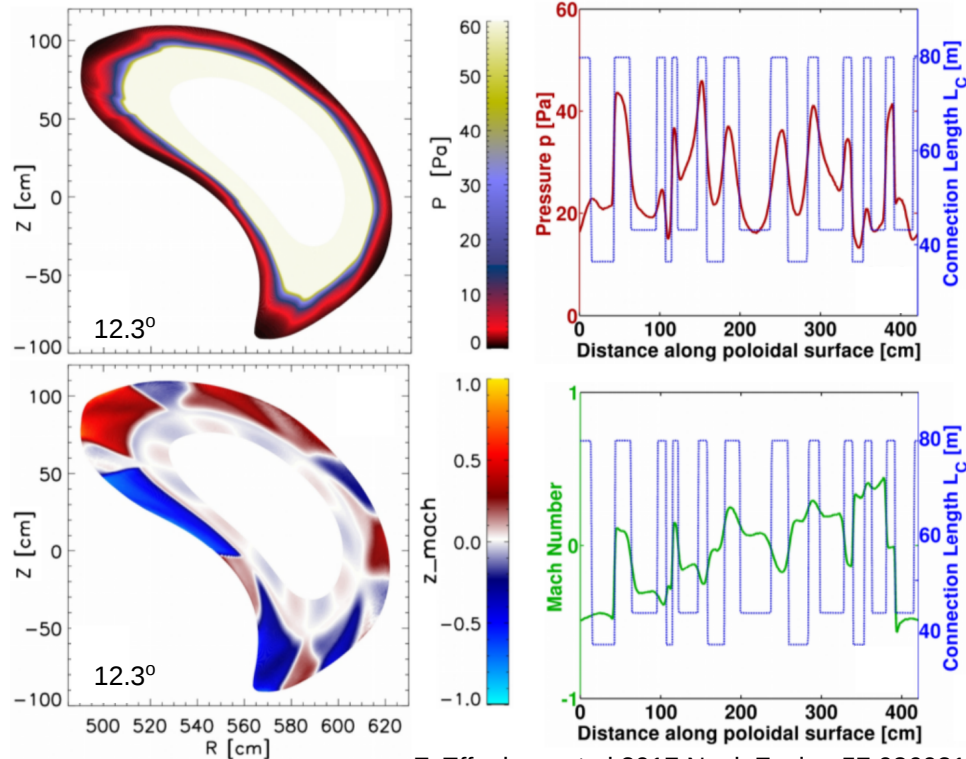 100
50
0
−50
−100
Z [cm]
12.3º
60
50
40
30
20
10
0
P [Pa]
60
40
20
0
Pressure p [Pa]
80
60
40
Connection Length L_C [m]
0 100 200 300 400
Distance along poloidal surface [cm]
100
50
0
−50
−100
Z [cm]
12.3º
500 520 540 560 580 600 620
R [cm]
1.0
0.5
0.0
−0.5
−1.0
z_mach
1
0
-1
Mach Number
80
60
40
Connection Length L_C [m]
0 100 200 300 400
Distance along poloidal surface [cm]